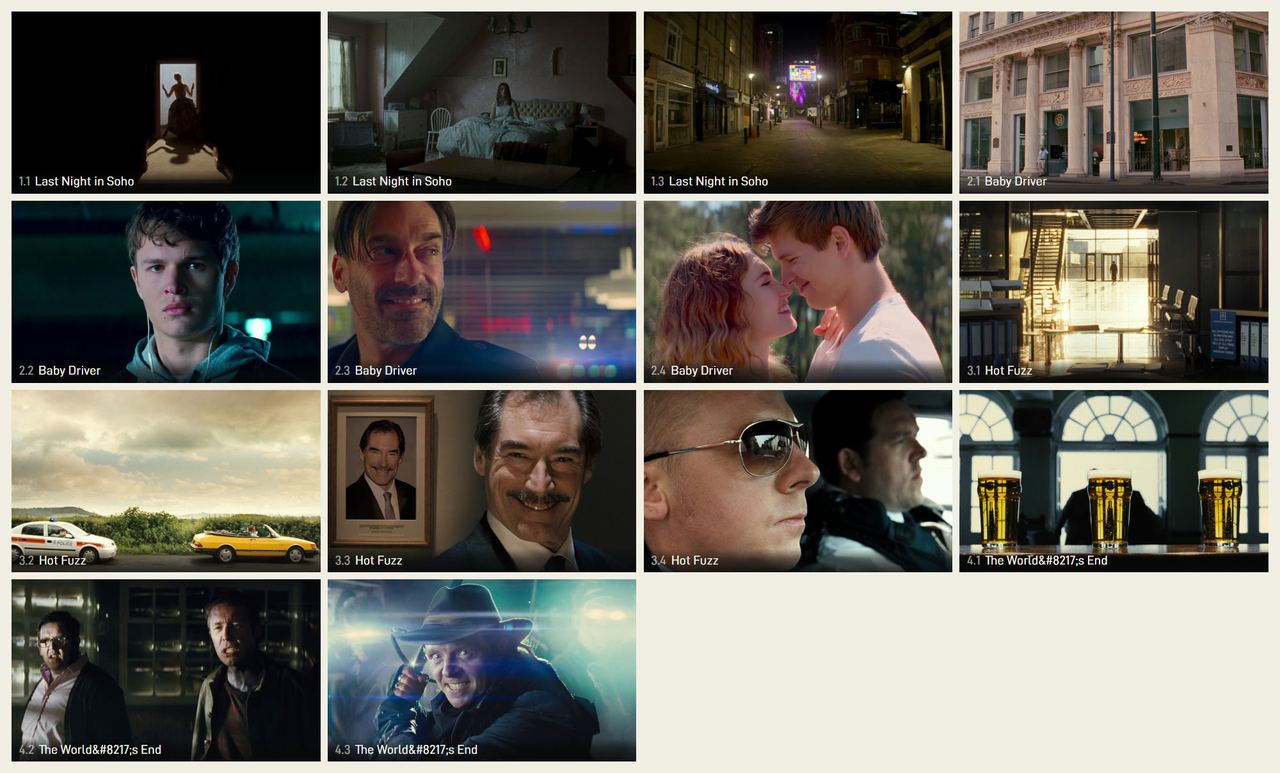 1.1 Last Night in Soho
1.2 Last Night in Soho
1.3 Last Night in Soho
2.1 Baby Driver
2.2 Baby Driver
2.3 Baby Driver
2.4 Baby Driver
3.1 Hot Fuzz
3.2 Hot Fuzz
3.3 Hot Fuzz
3.4 Hot Fuzz
4.1 The World&#8217;s End
4.2 The World&#8217;s End
4.3 The World&#8217;s End